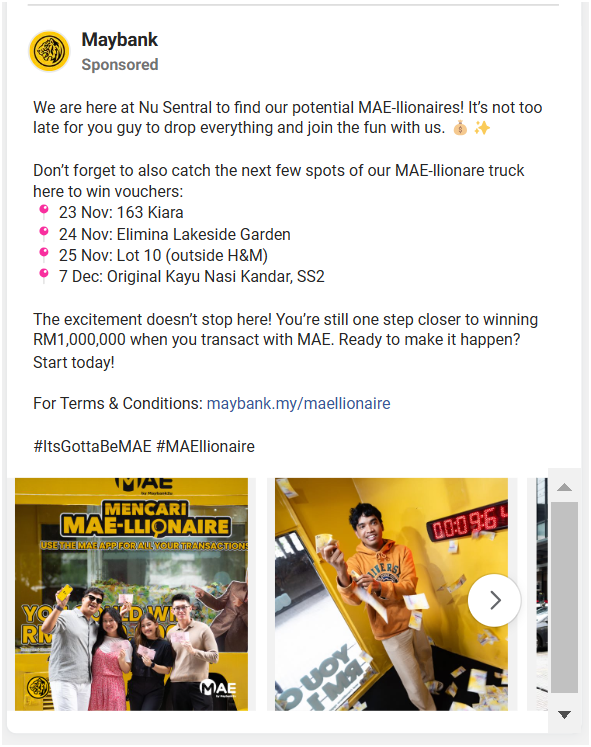 Maybank
Sponsored
We are here at Nu Sentral to find our potential MAE-llionaires! It's not too
late for you guy to drop everything and join the fun with us. 💰 ✨
Don't forget to also catch the next few spots of our MAE-llionare truck
here to win vouchers:
📍 23 Nov: 163 Kiara
📍 24 Nov: Elimina Lakeside Garden
📍 25 Nov: Lot 10 (outside H&M)
📍 7 Dec: Original Kayu Nasi Kandar, SS2
The excitement doesn't stop here! You're still one step closer to winning
RM1,000,000 when you transact with MAE. Ready to make it happen?
Start today!
For Terms & Conditions: maybank.my/maellionaire
#ItsGottaBeMAE #MAEllionaire
MAE
by Maybank2u
MENCARI
MAE-LLIONAIRE
USE THE MAE APP FOR ALL YOUR TRANSACTIONS
MAE
00:09:64
YOU
RM